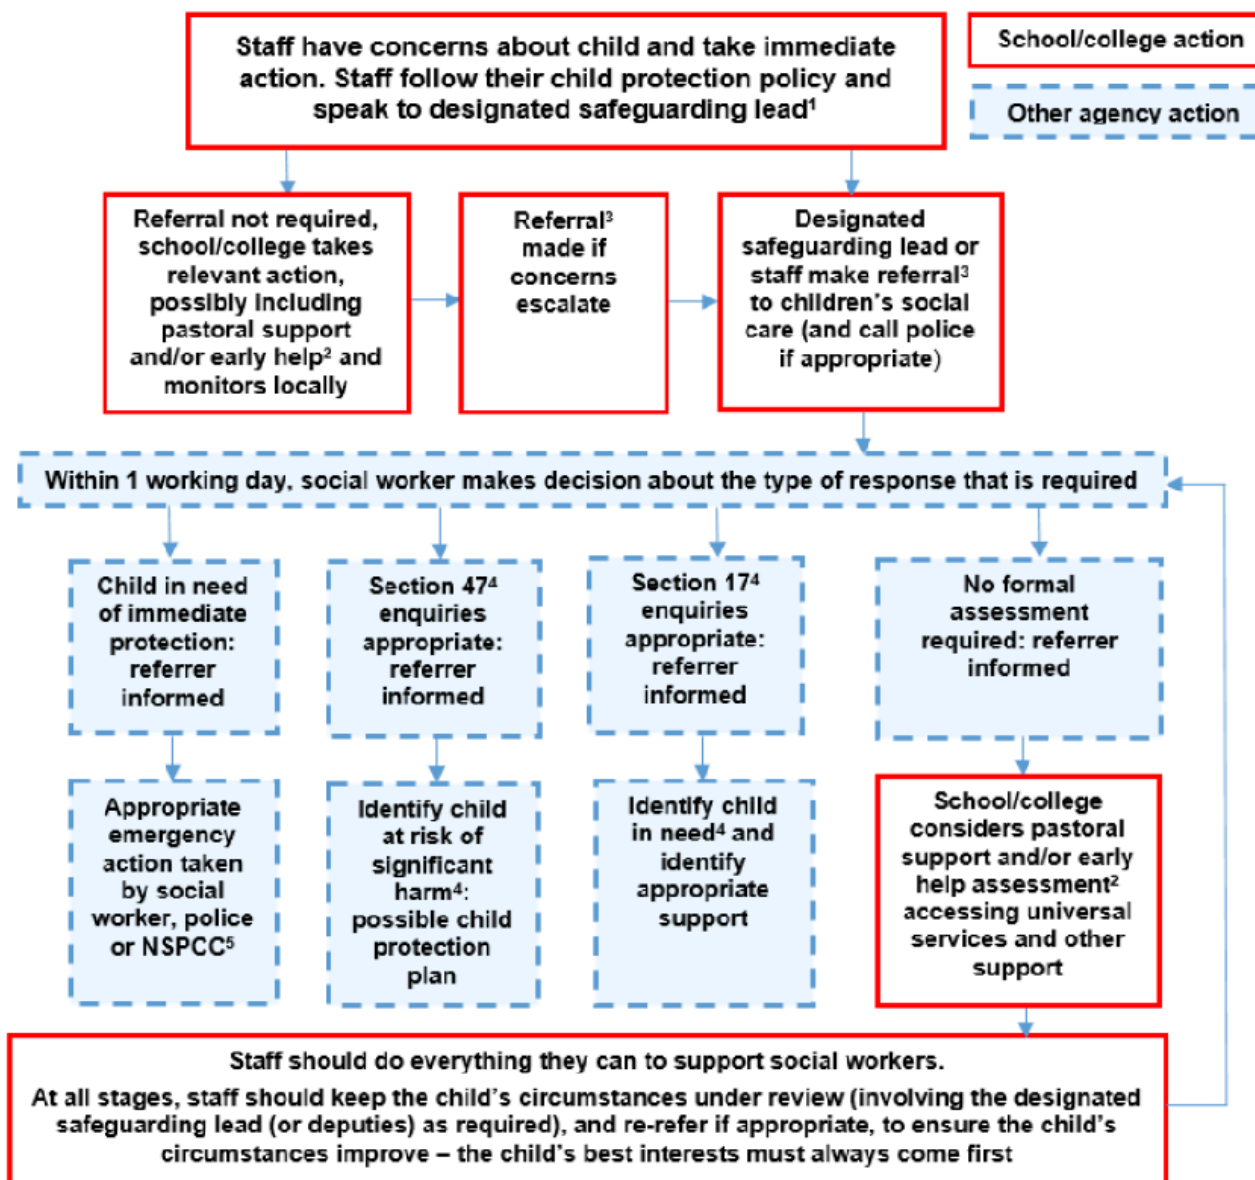 Staff have concerns about child and take immediate
action. Staff follow their child protection policy and
speak to designated safeguarding lead¹
School/college action
Other agency action
Referral not required,
school/college takes
relevant action,
possibly including
pastoral support
and/or early help² and
monitors locally
Referral³
made if
concerns
escalate
Designated
safeguarding lead or
staff make referral³
to children's social
care (and call police
if appropriate)
Within 1 working day, social worker makes decision about the type of response that is required
Child in need
of immediate
protection:
referrer
informed
Section 47⁴
enquiries
appropriate:
referrer
informed
Section 17⁴
enquiries
appropriate:
referrer
informed
No formal
assessment
required: referrer
informed
Appropriate
emergency
action taken
by social
worker, police
or NSPCC⁵
Identify child
at risk of
significant
harm⁴:
possible child
protection
plan
Identify child
in need⁴ and
identify
appropriate
support
School/college
considers pastoral
support and/or early
help assessment²
accessing universal
services and other
support
Staff should do everything they can to support social workers.
At all stages, staff should keep the child's circumstances under review (involving the designated
safeguarding lead (or deputies) as required), and re-refer if appropriate, to ensure the child's
circumstances improve – the child's best interests must always come first